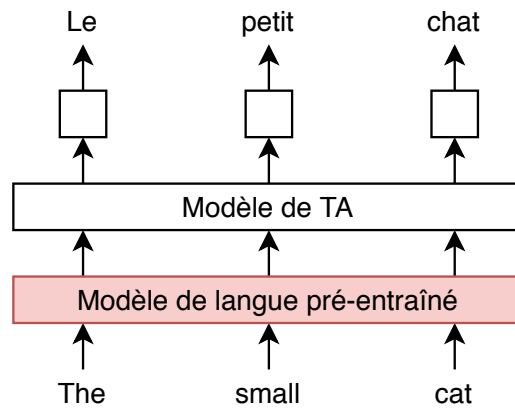 Le petit chat
Modèle de TA
Modèle de langue pré-entraîné
The small cat